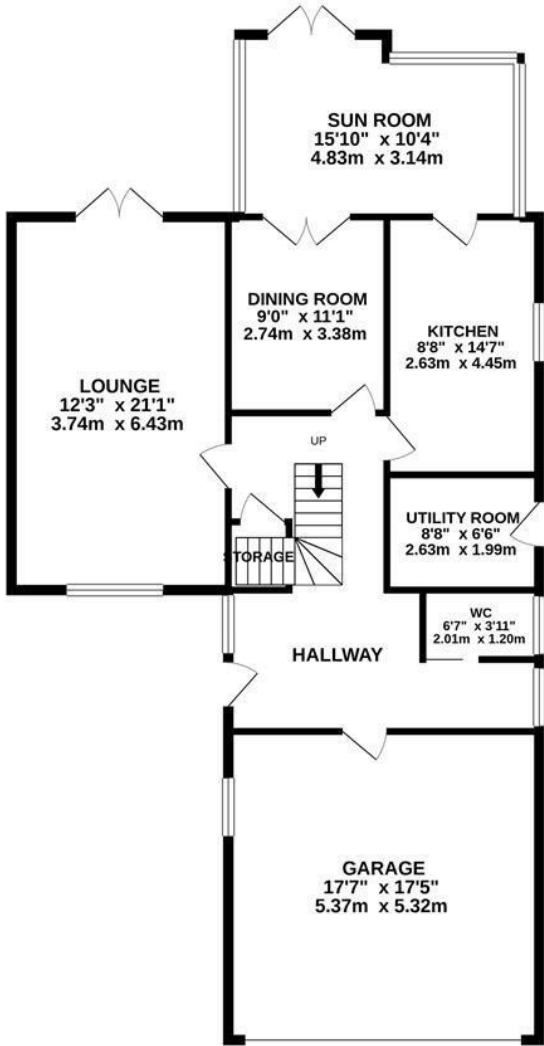 SUN ROOM
15'10" x 10'4"
4.83m x 3.14m
DINING ROOM
9'0" x 11'1"
2.74m x 3.38m
KITCHEN
8'8" x 14'7"
2.63m x 4.45m
LOUNGE
12'3" x 21'1"
3.74m x 6.43m
UP
UTILITY ROOM
8'8" x 6'6"
2.63m x 1.99m
STORAGE
WC
6'7" x 3'11"
2.01m x 1.20m
HALLWAY
GARAGE
17'7" x 17'5"
5.37m x 5.32m